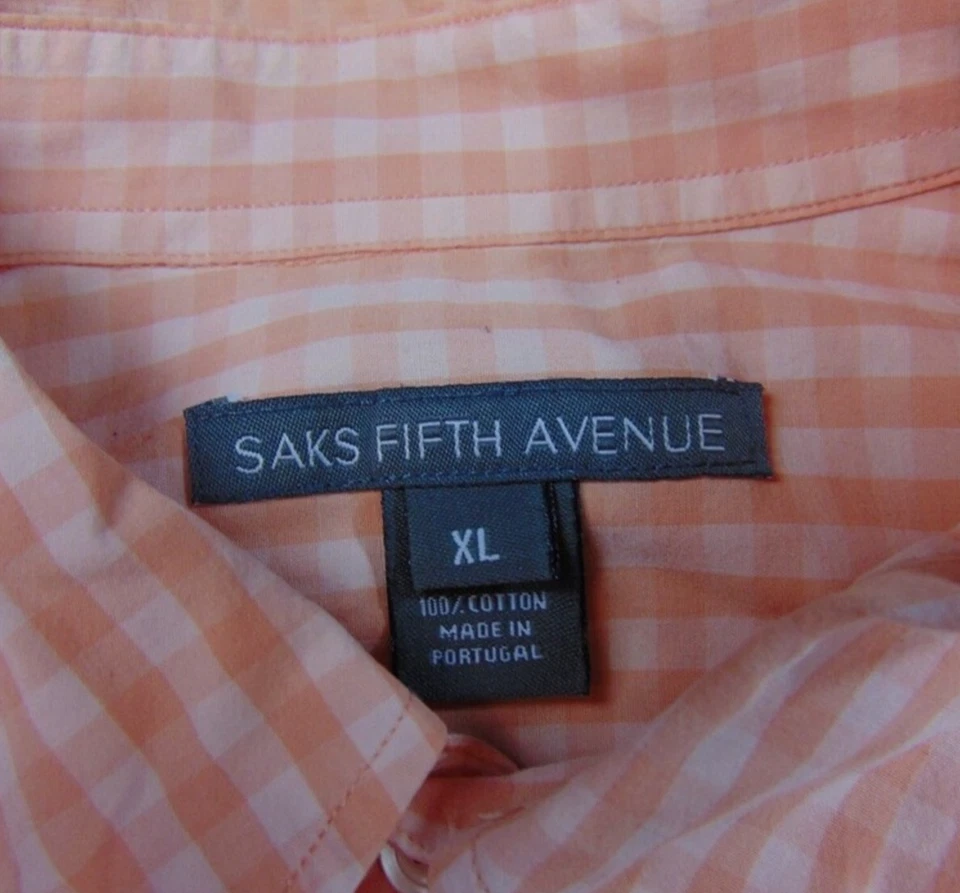 SAKS FIFTH AVENUE
XL
100% COTTON
MADE IN
PORTUGAL